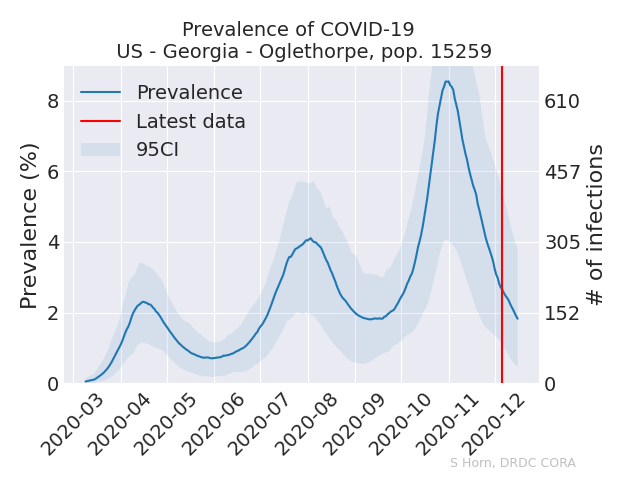 Prevalence of COVID-19
US - Georgia - Oglethorpe, pop. 15259
Prevalence
Latest data
95CI
Prevalence (%)
8
6
4
2
0
610
457
305
152
0
# of infections
2020-03
2020-04
2020-05
2020-06
2020-07
2020-08
2020-09
2020-10
2020-11
2020-12
S Horn, DRDC CORA